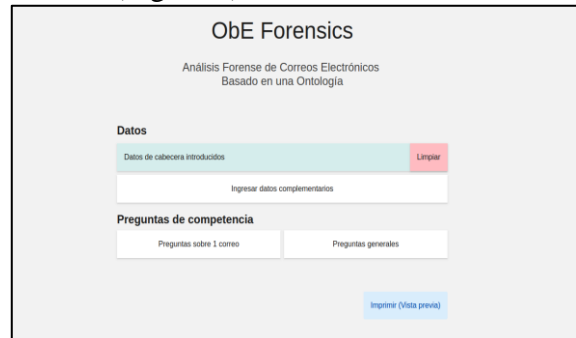 ObE Forensics
Análisis Forense de Correos Electrónicos
Basado en una Ontología
Datos
Datos de cabecera introducidos
Limpiar
Ingresar datos complementarios
Preguntas de competencia
Preguntas sobre 1 correo
Preguntas generales
Imprimir (Vista previa)